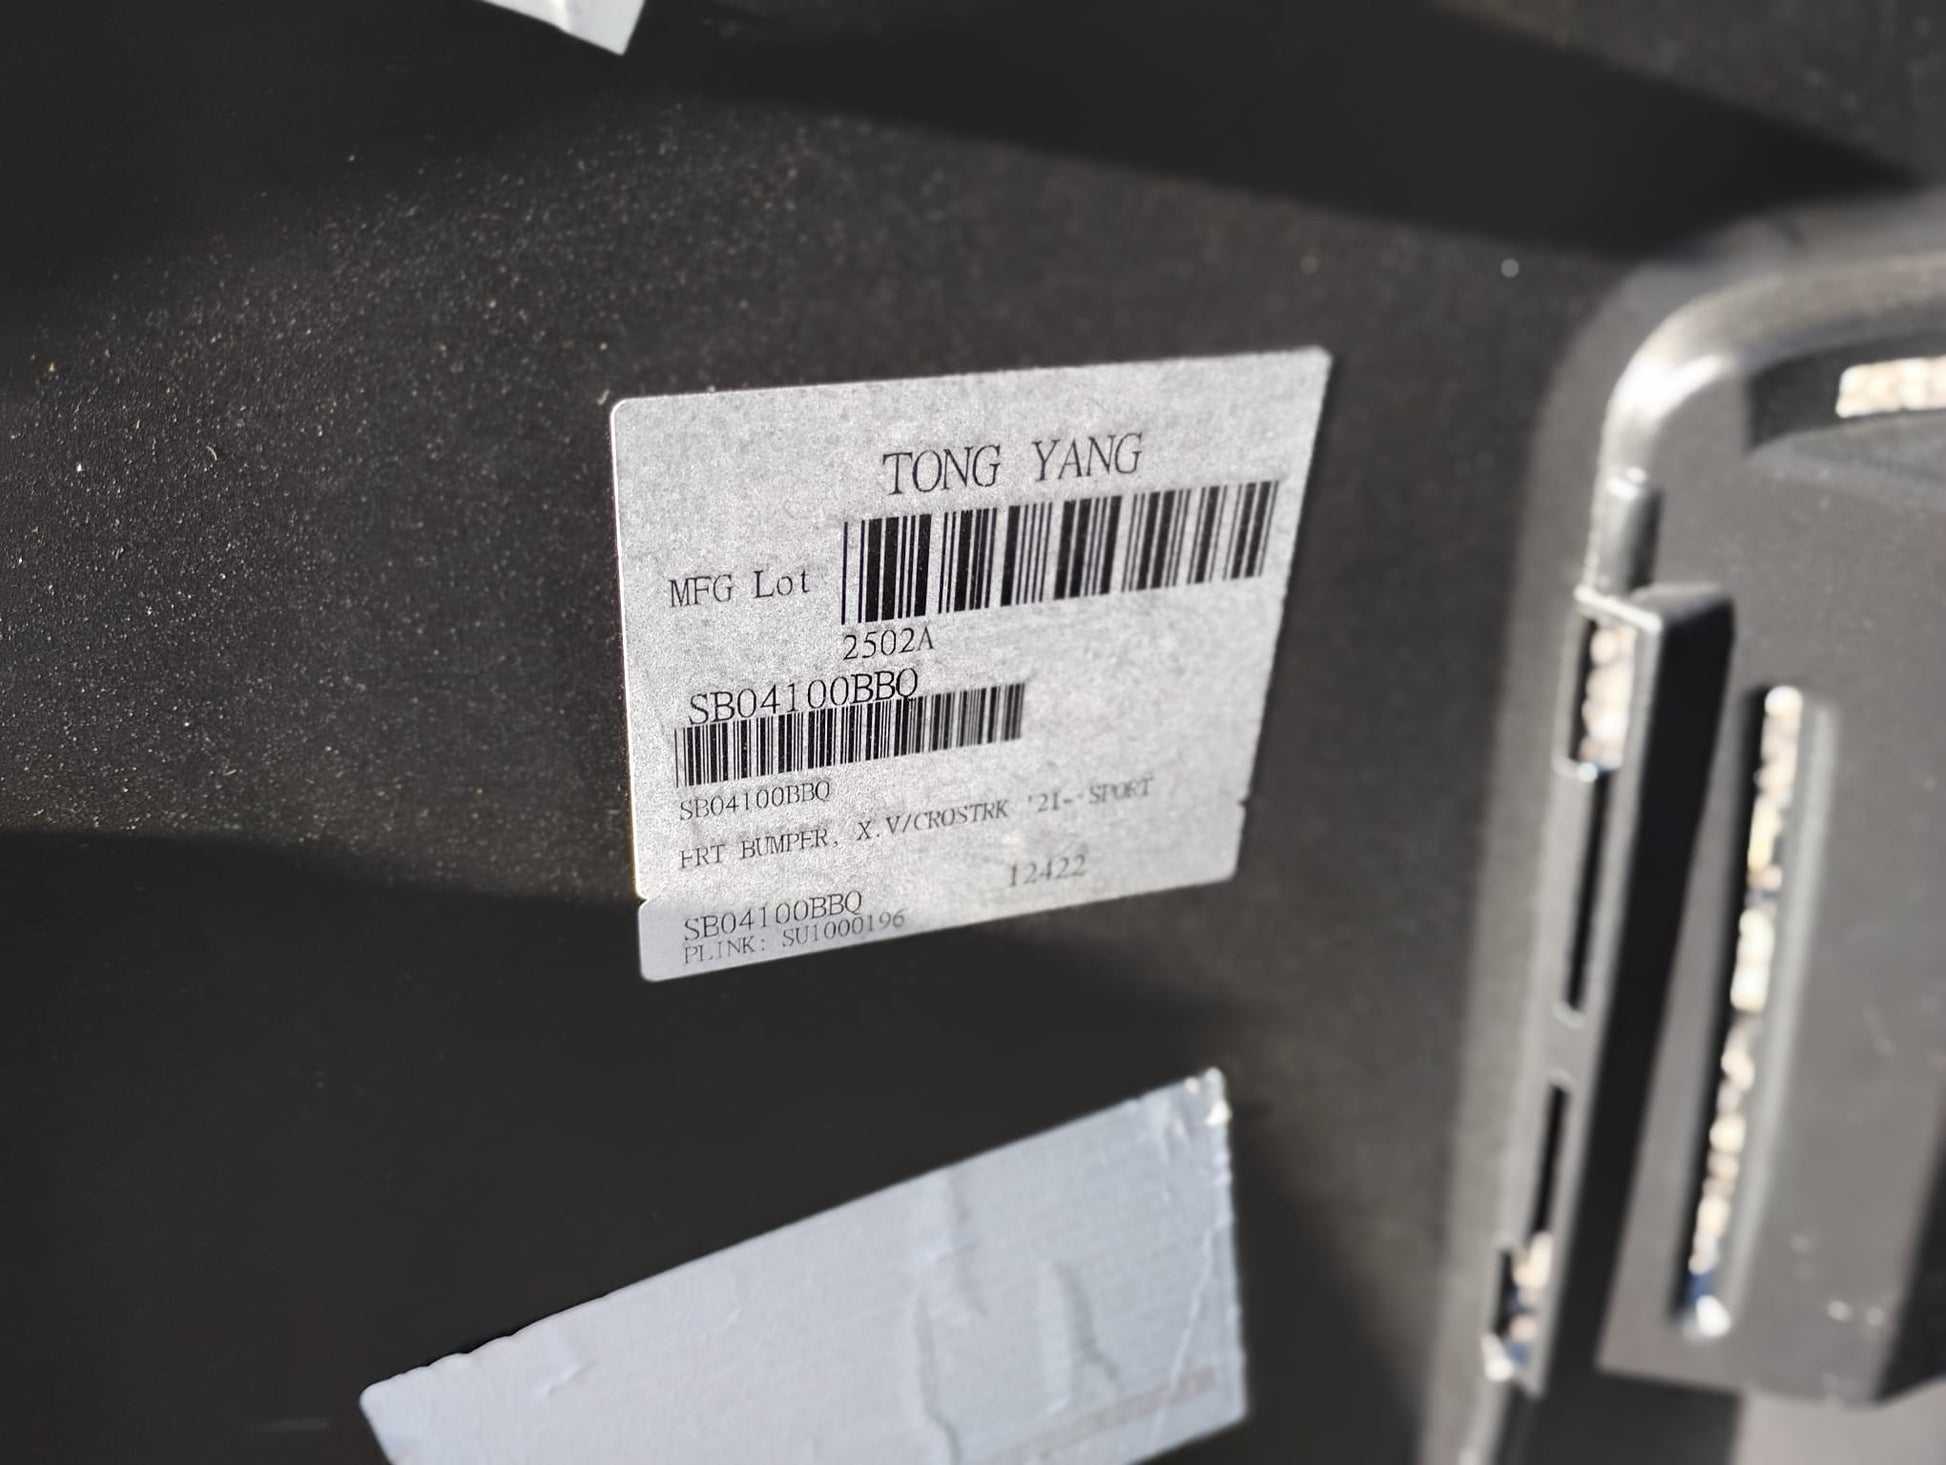 TONG YANG
MFG Lot
2502A
SB04100BBQ
SB04100BBQ
FRT BUMPER, X.V/CROSTRK '21- SPORT
12422
SB04100BBQ
PLINK: SU1000196